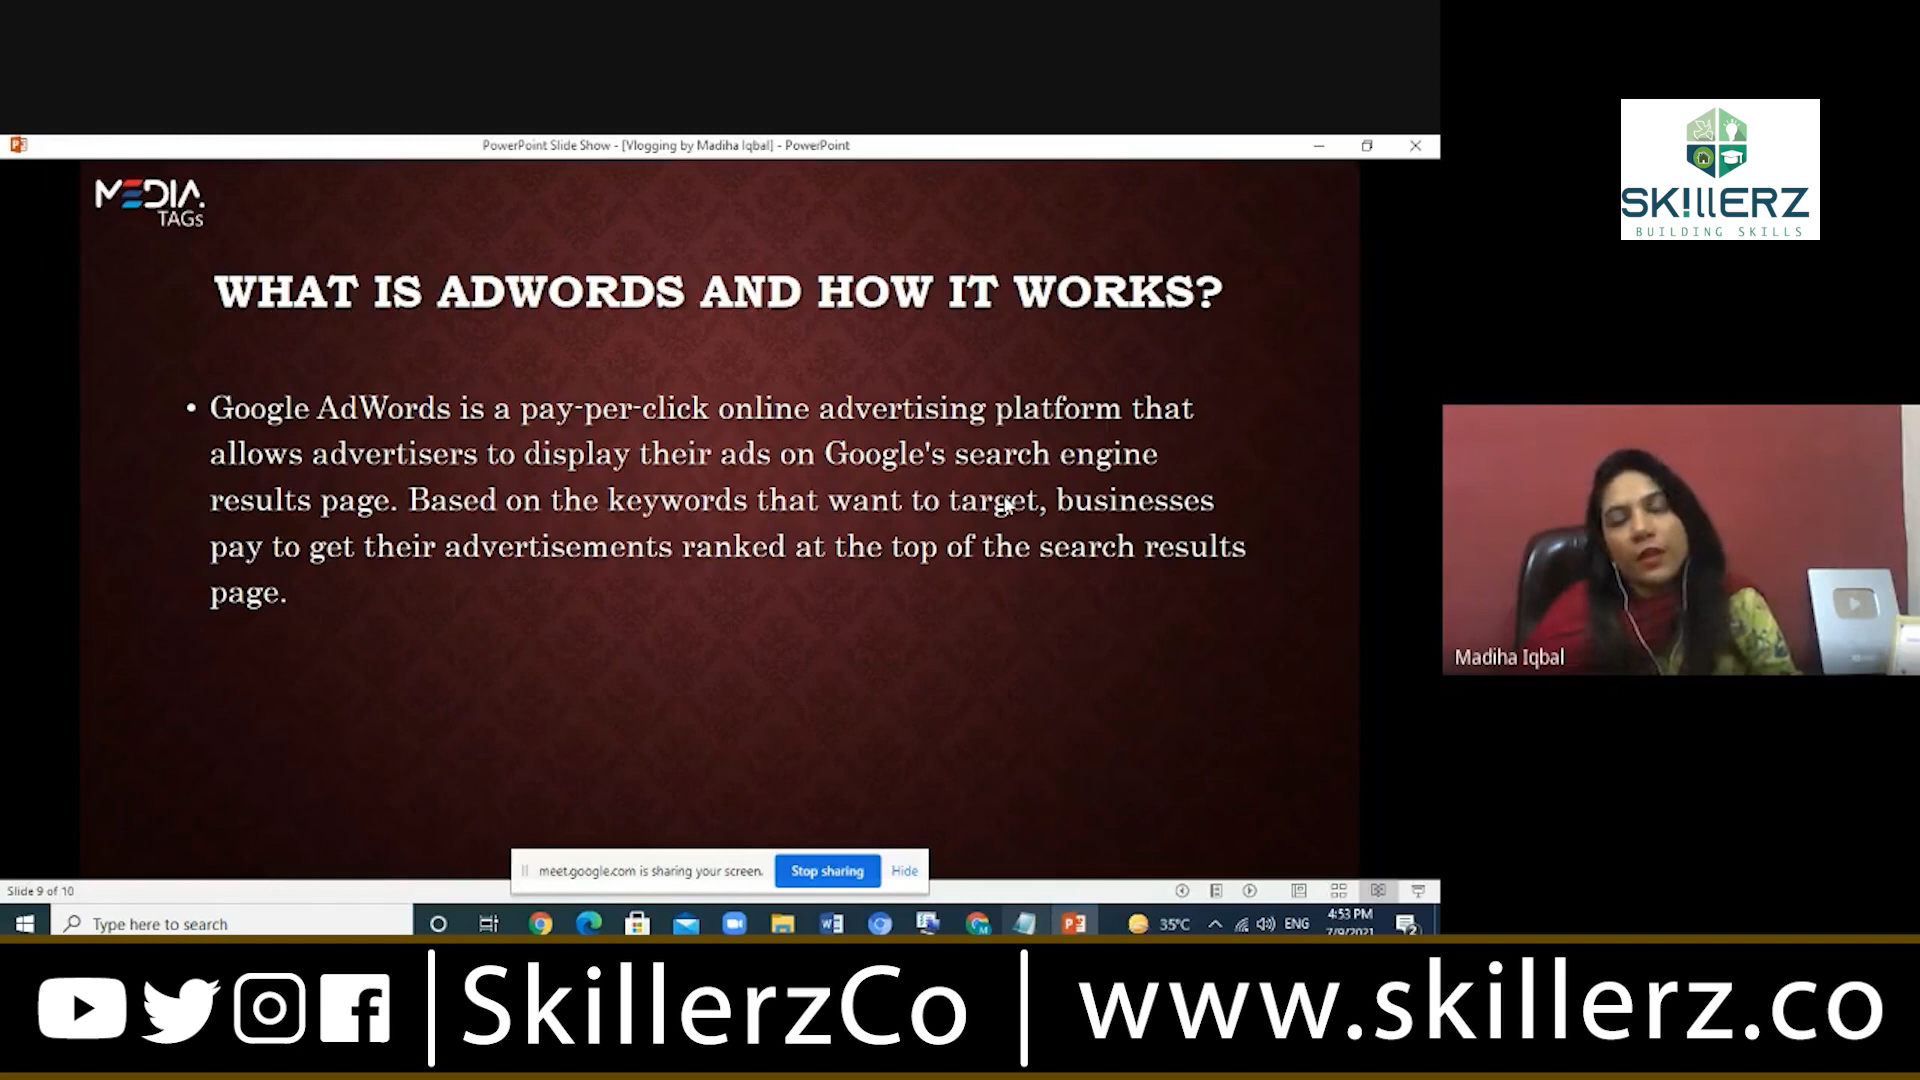 PowerPoint Slide Show - [Vlogging by Madiha Iqbal] - PowerPoint
MEDIA.
TAGs
SK!llERZ
BUILDING SKILLS
WHAT IS ADWORDS AND HOW IT WORKS?
• Google AdWords is a pay-per-click online advertising platform that
allows advertisers to display their ads on Google's search engine
results page. Based on the keywords that want to target, businesses
pay to get their advertisements ranked at the top of the search results
page.
Madiha Iqbal
meet.google.com is sharing your screen.
Stop sharing
Hide
Slide 9 of 10
Type here to search
35°C
ENG
4:53 PM
7/9/2021
2
SkillerzCo
www.skillerz.co